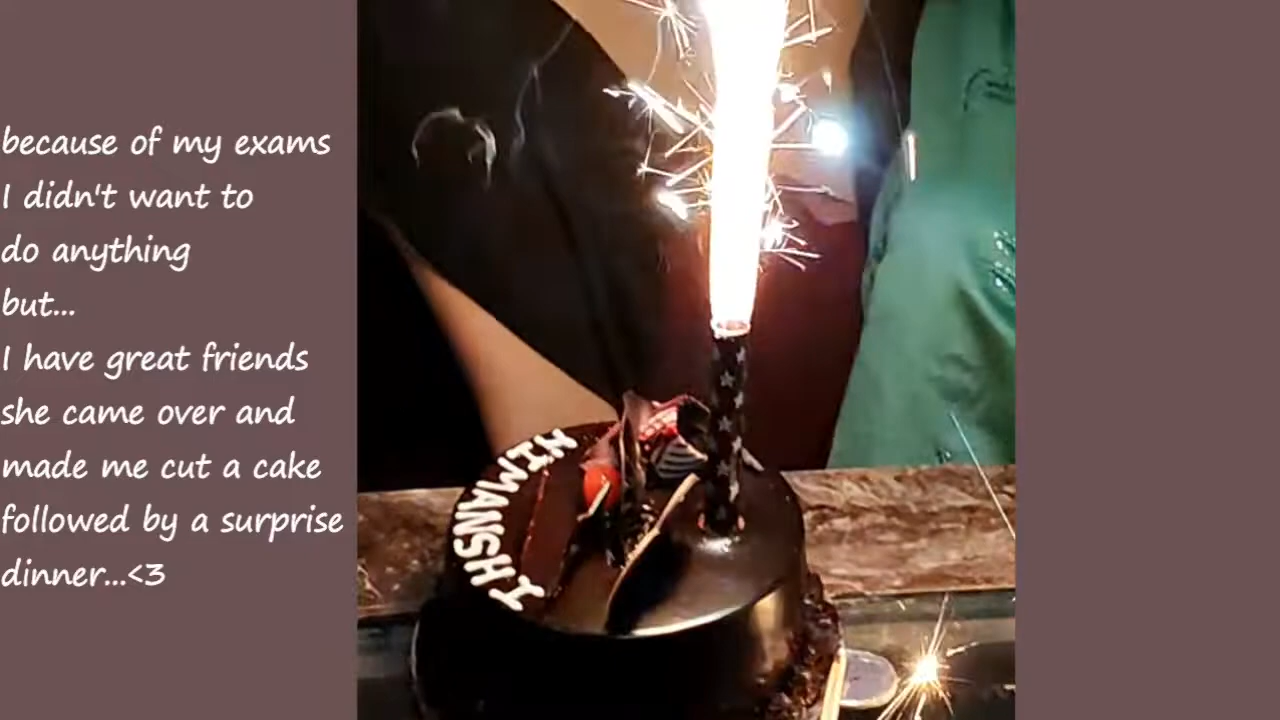 because of my exams
I didn't want to
do anything
but...
I have great friends
she came over and
made me cut a cake
followed by a surprise
dinner...<3
HIMANSHI